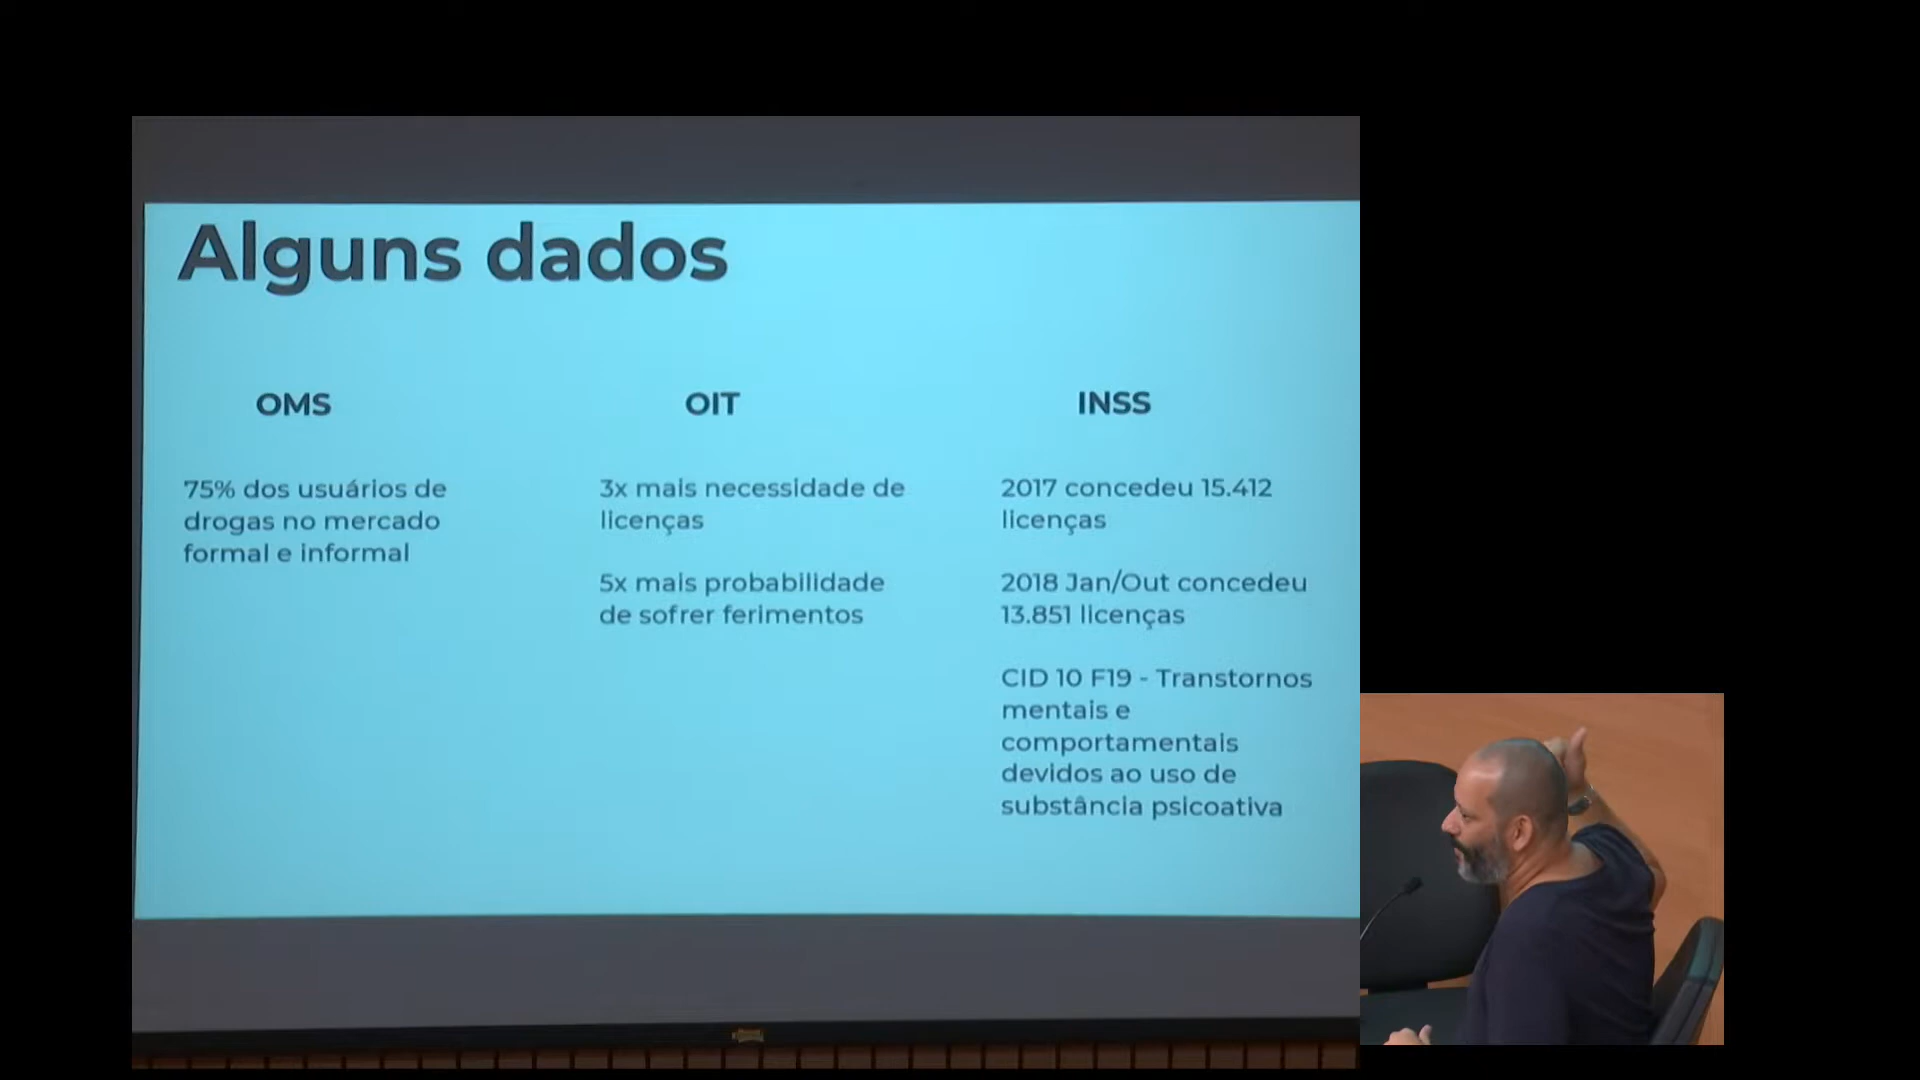 Alguns dados
OMS
75% dos usuários de
drogas no mercado
formal e informal
OIT
3x mais necessidade de
licenças
5x mais probabilidade
de sofrer ferimentos
INSS
2017 concedeu 15.412
licenças
2018 Jan/Out concedeu
13.851 licenças
CID 10 F19 - Transtornos
mentais e
comportamentais
devidos ao uso de
substância psicoativa